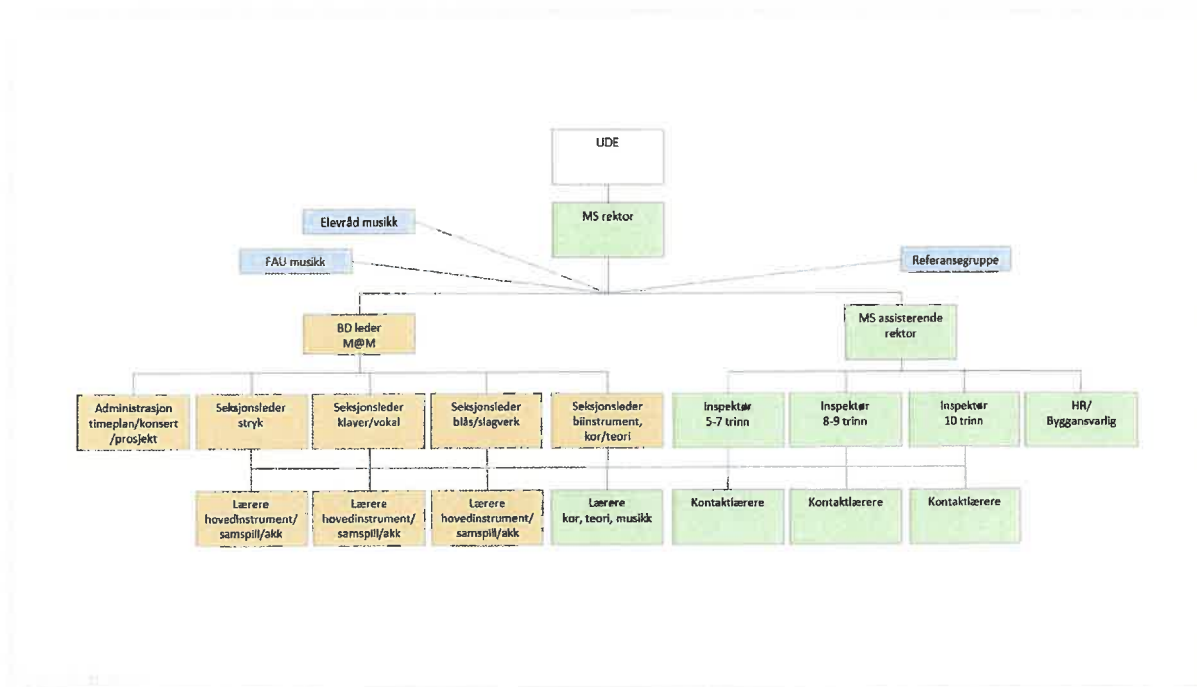 UDE
MS rektor
Elevråd musikk
FAU musikk
Referansegruppe
BD leder
M@M
MS assisterende
rektor
Administrasjon
timeplan/konsert
/prosjekt
Seksjonsleder
stryk
Seksjonsleder
klaver/vokal
Seksjonsleder
blås/slagverk
Seksjonsleder
biinstrument,
kor/teori
Inspektør
5-7 trinn
Inspektør
8-9 trinn
Inspektør
10 trinn
HR/
Byggansvarlig
Lærere
hovedinstrument/
samspill/akk
Lærere
hovedinstrument/
samspill/akk
Lærere
hovedinstrument/
samspill/akk
Lærere
kor, teori, musikk
Kontaktlærere
Kontaktlærere
Kontaktlærere